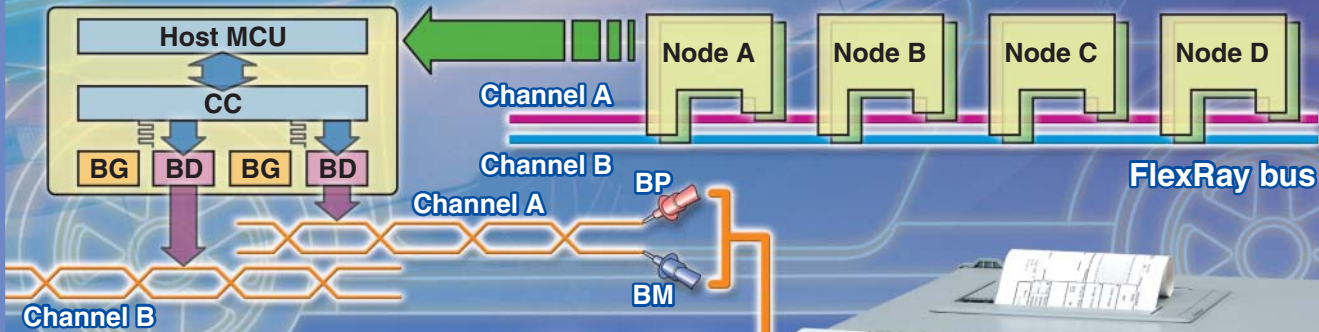 Host MCU
CC
BG
BD
BG
BD
Node A
Node B
Node C
Node D
Channel A
Channel B
FlexRay bus
BP
Channel A
BM
Channel B